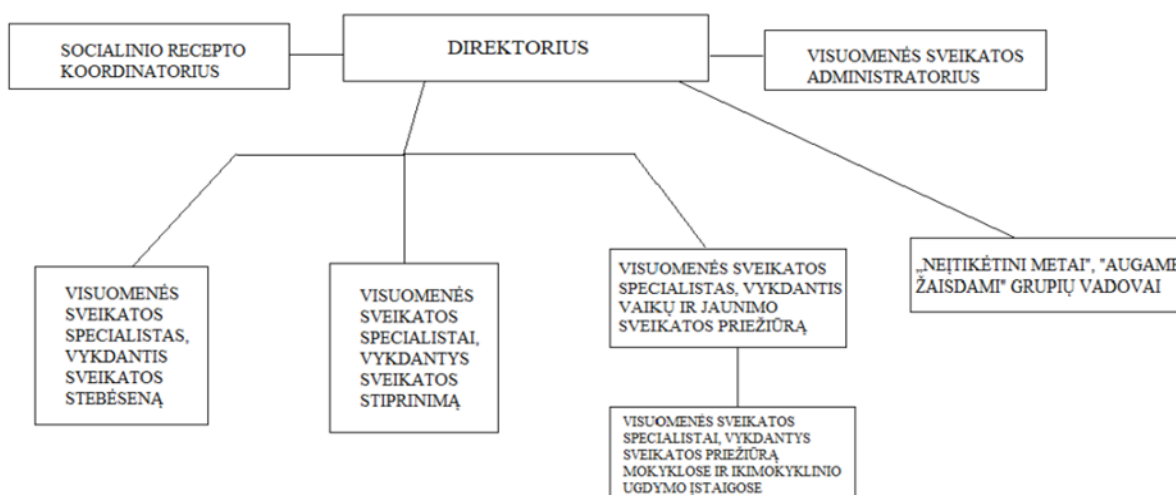 SOCIALINIO RECEPTO
KOORDINATORIUS
DIREKTORIUS
VISUOMENĖS SVEIKATOS
ADMINISTRATORIUS
VISUOMENĖS
SVEIKATOS
SPECIALISTAS,
VYKDANTIS
SVEIKATOS
STEBĖSENĄ
VISUOMENĖS
SVEIKATOS
SPECIALISTAI,
VYKDANTYS
SVEIKATOS
STIPRINIMĄ
VISUOMENĖS SVEIKATOS
SPECIALISTAS, VYKDANTIS
VAIKŲ IR JAUNIMO
SVEIKATOS PRIEŽIŪRĄ
VISUOMENĖS SVEIKATOS
SPECIALISTAI, VYKDANTYS
SVEIKATOS PRIEŽIŪRĄ
MOKYKLOSE IR IKIMOKYKLINIO
UGDYMO ĮSTAIGOSE
„NEĮTIKĖTINI METAI", "AUGAME
ŽAISDAMI" GRUPIŲ VADOVAI